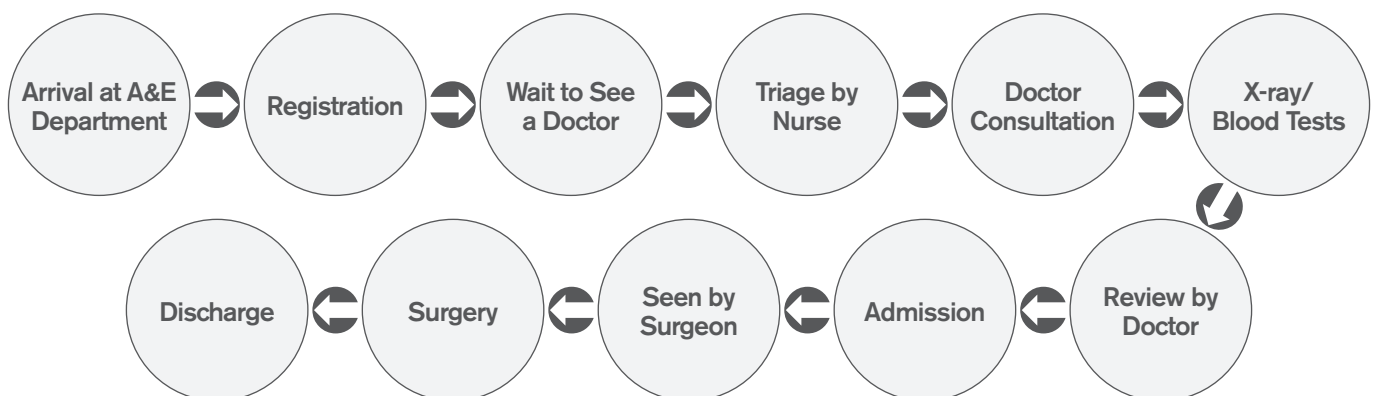 Arrival at A&E
Department
Registration
Wait to See
a Doctor
Triage by
Nurse
Doctor
Consultation
X-ray/
Blood Tests
Review by
Doctor
Admission
Seen by
Surgeon
Surgery
Discharge